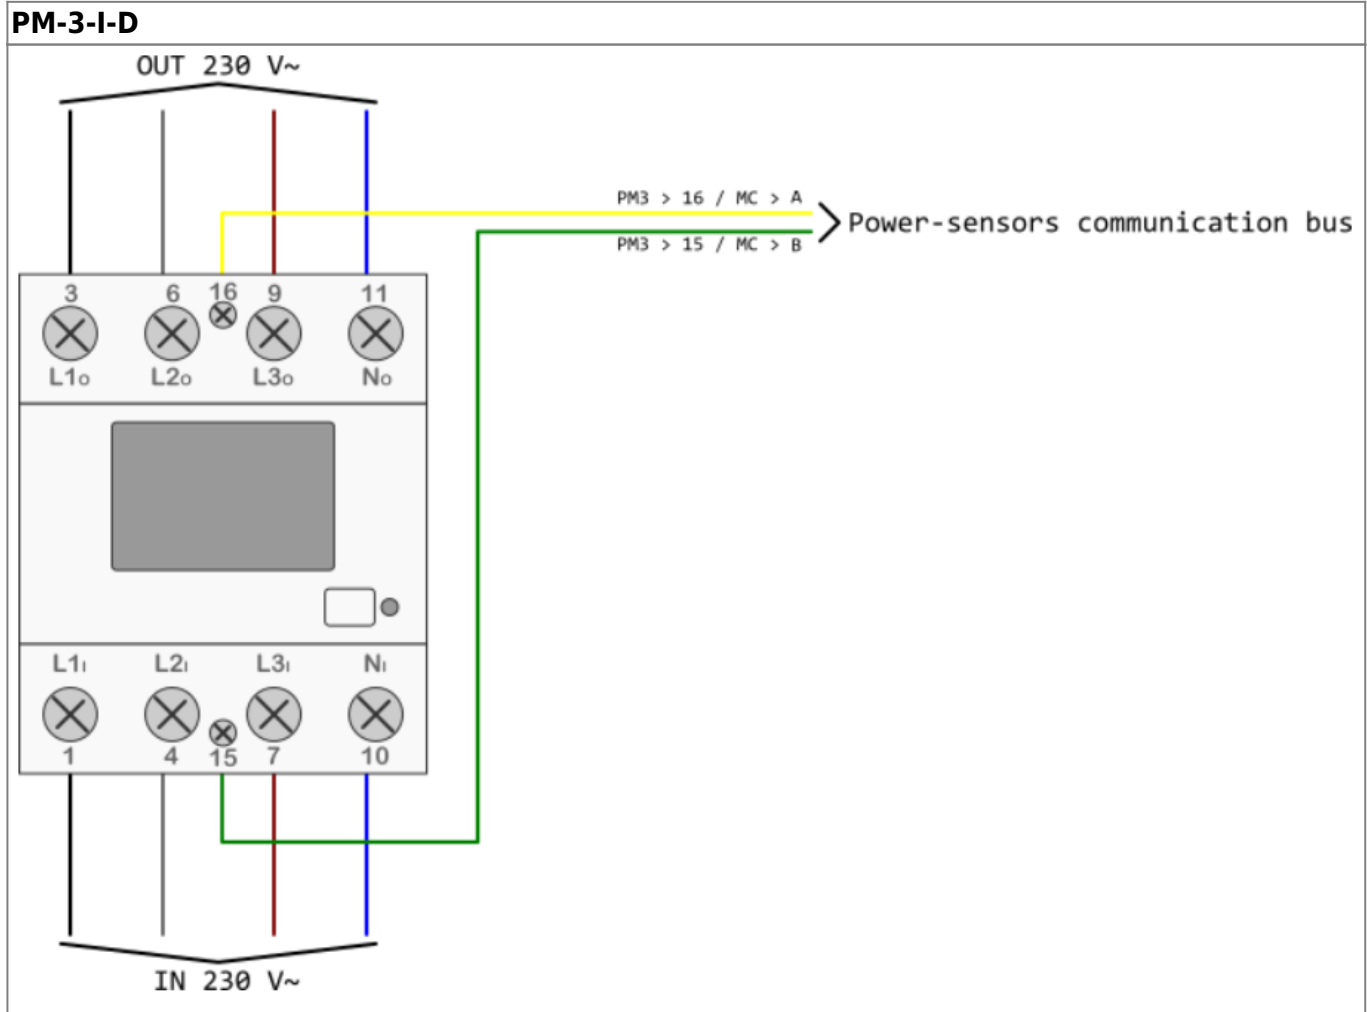 PM-3-I-D
OUT 230 V~
PM3 > 16 / MC > A
Power-sensors communication bus
PM3 > 15 / MC > B
3 6 16 9 11
L1o L2o L3o No
L1I L2I L3I NI
1 4 15 7 10
IN 230 V~